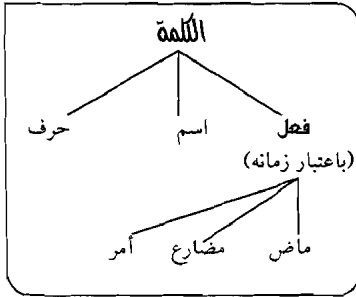 الكلمة
فعل اسم حرف
(باعتبار زمانه)
ماض مضارع أمر